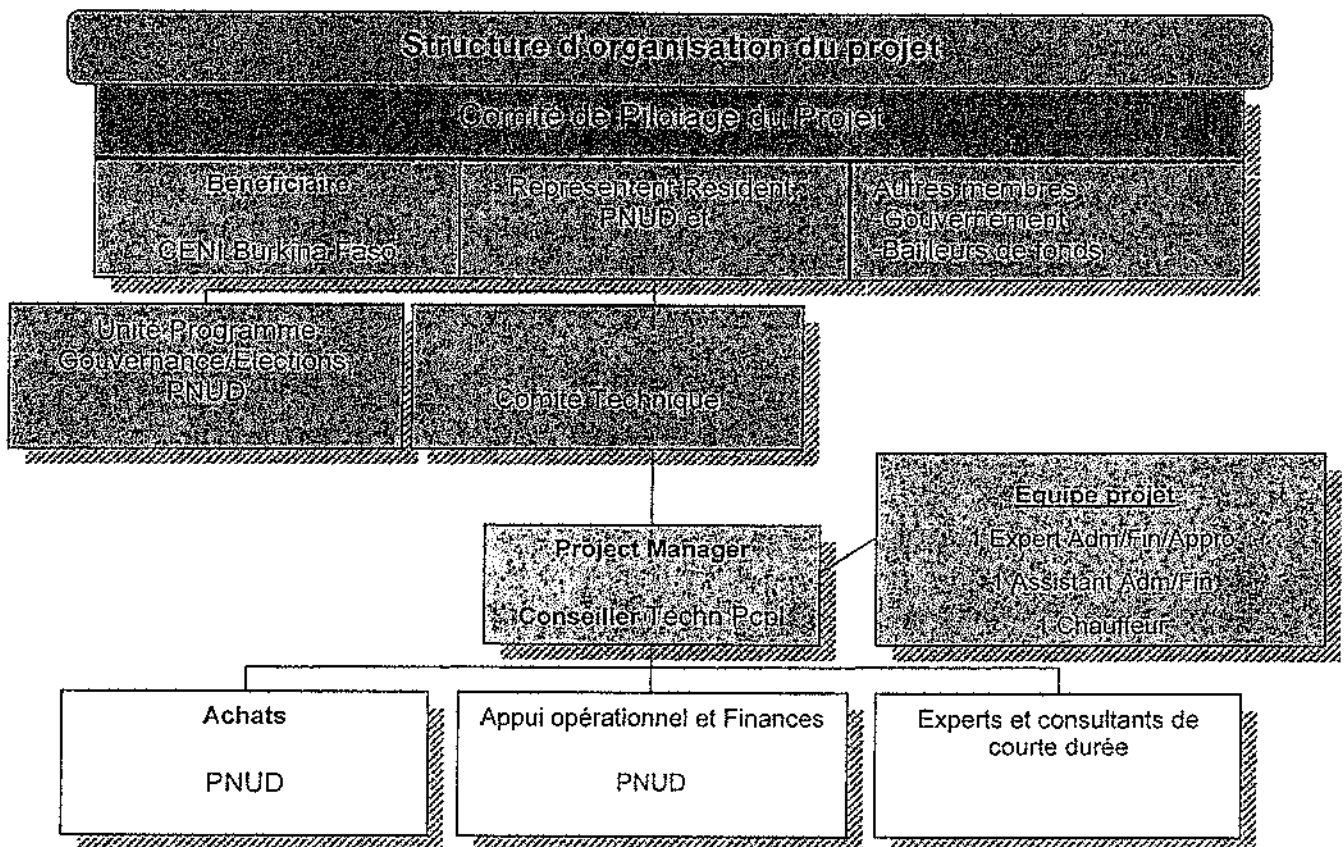 Structure d'organisation du projet
Comité de Pilotage du Projet
Bénéficiaire
CENI Burkina Faso
Représentent Résident
PNUD et
Autres membres
-Gouvernement
-Bailleurs de fonds
Unité Programme
Gouvernance/Elections
PNUD
Comité Technique
Project Manager
Conseiller Techn Pcpl
Equipe projet
1 Expert Adm/Fin/Appro
1 Assistant Adm/Fin
1 Chauffeur
Achats
PNUD
Appui opérationnel et Finances
PNUD
Experts et consultants de
courte durée